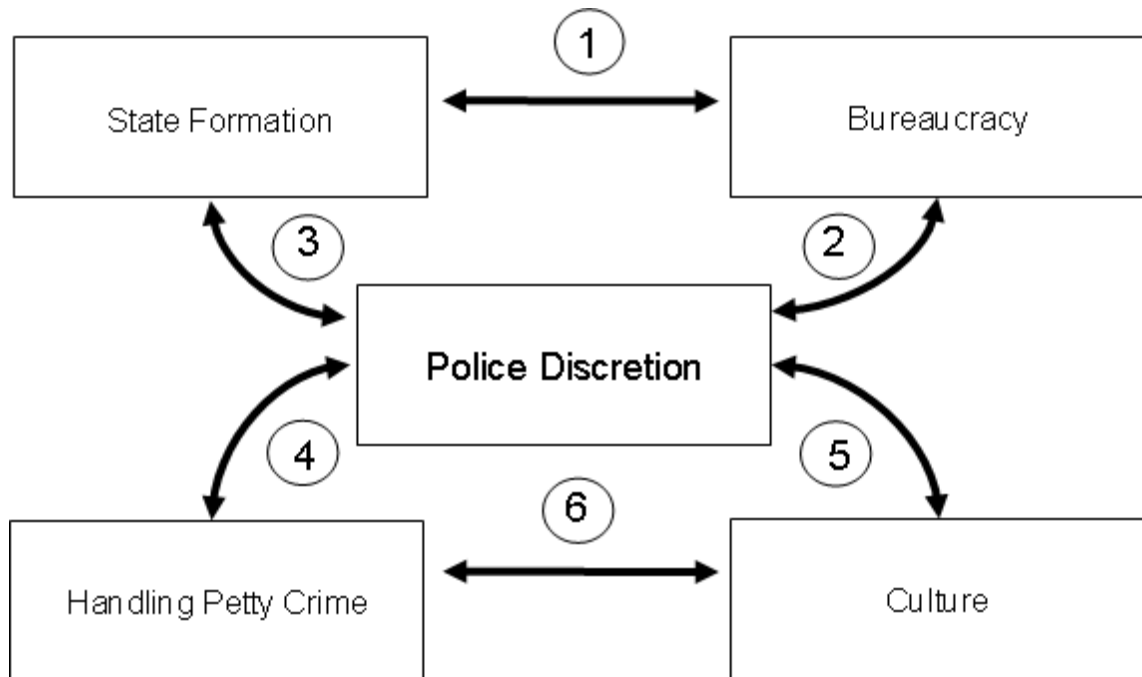 1
State Formation
Bureaucracy
3
2
Police Discretion
4
5
6
Handling Petty Crime
Culture